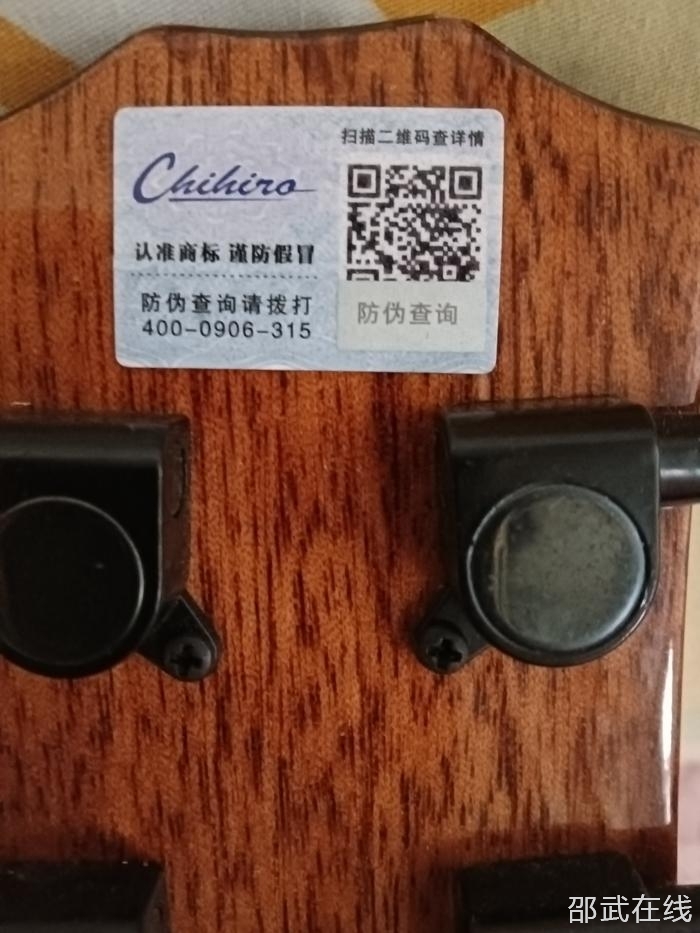 扫描二维码查详情
Chihiro
认准商标 谨防假冒
防伪查询请拨打
400-0906-315
防伪查询
邵武在线